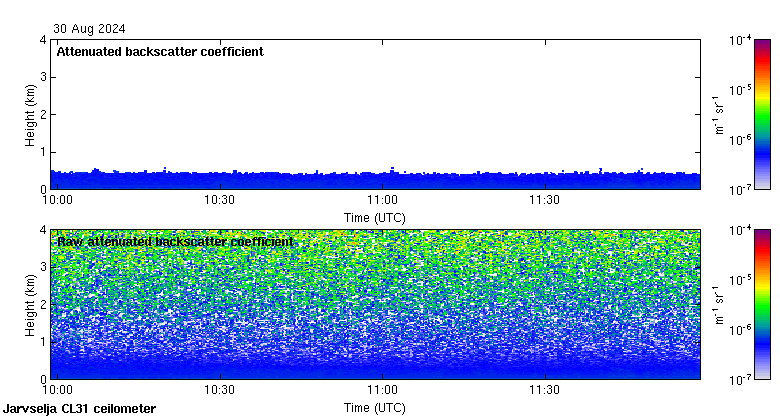 30 Aug 2024
Attenuated backscatter coefficient
Height (km)
4
3
2
1
0
10:00 10:30 11:00 11:30
Time (UTC)
10-4
10-5
10-6
10-7
m-1 sr-1
Raw attenuated backscatter coefficient
Height (km)
4
3
2
1
0
10:00 10:30 11:00 11:30
Time (UTC)
10-4
10-5
10-6
10-7
m-1 sr-1
Jarvselja CL31 ceilometer